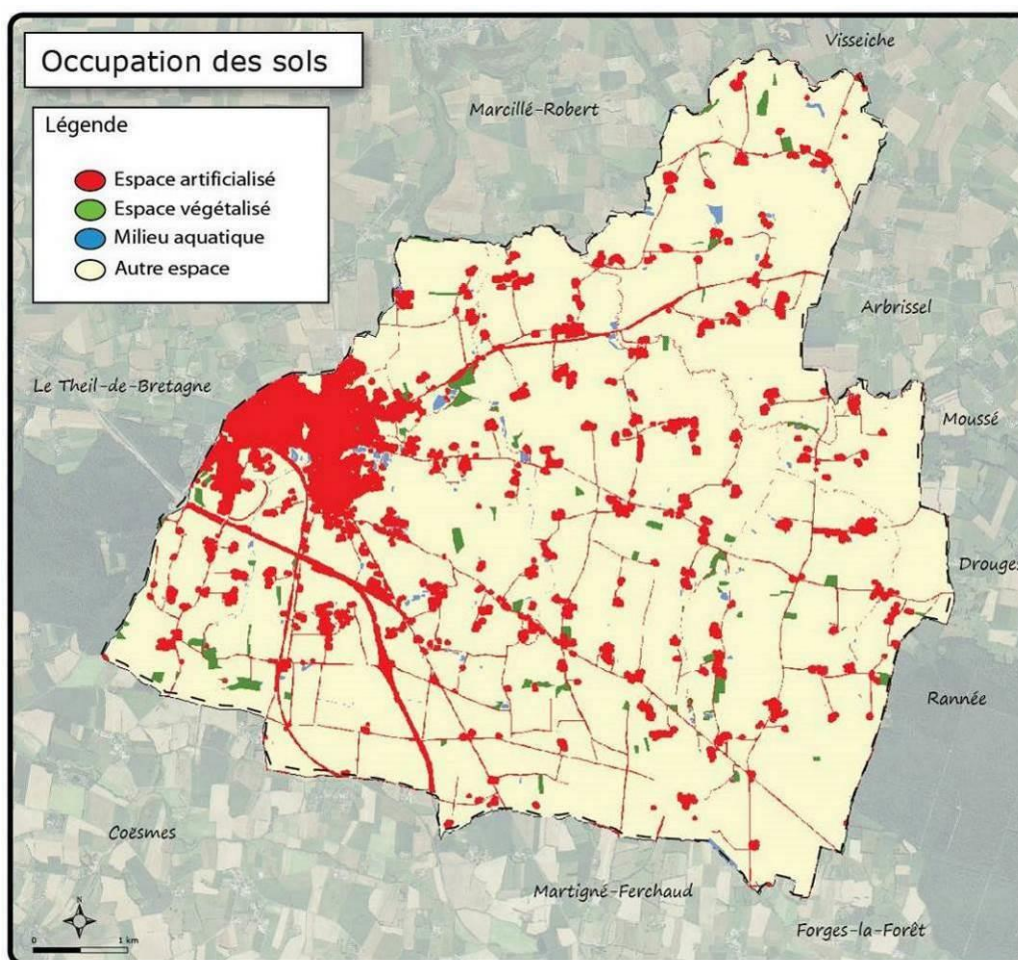 Occupation des sols
Légende
Espace artificialisé
Espace végétalisé
Milieu aquatique
Autre espace
Visseiche
Marcillé-Robert
Arbrissel
Le Theil-de-Bretagne
Moussé
Drouges
Rannée
Coesmes
Martigné-Ferchaud
Forges-la-Forêt
N
0 1 km